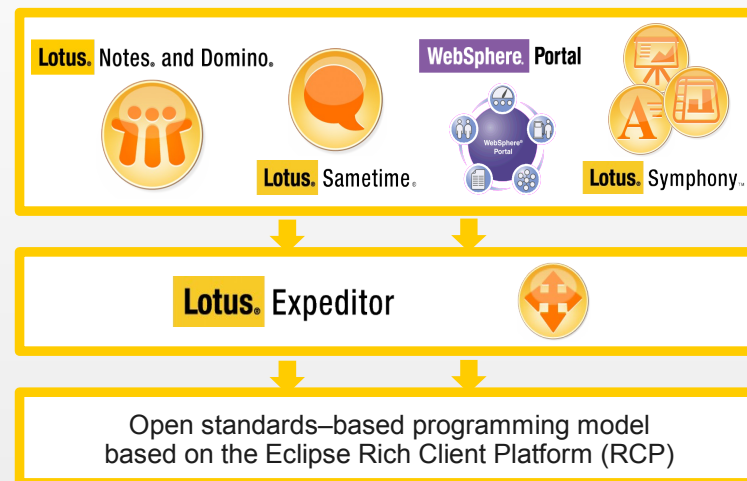 Lotus® Notes® and Domino®
WebSphere® Portal
WebSphere®
Portal
A
Lotus® Sametime®
Lotus® Symphony™
Lotus® Expeditor
Open standards–based programming model
based on the Eclipse Rich Client Platform (RCP)